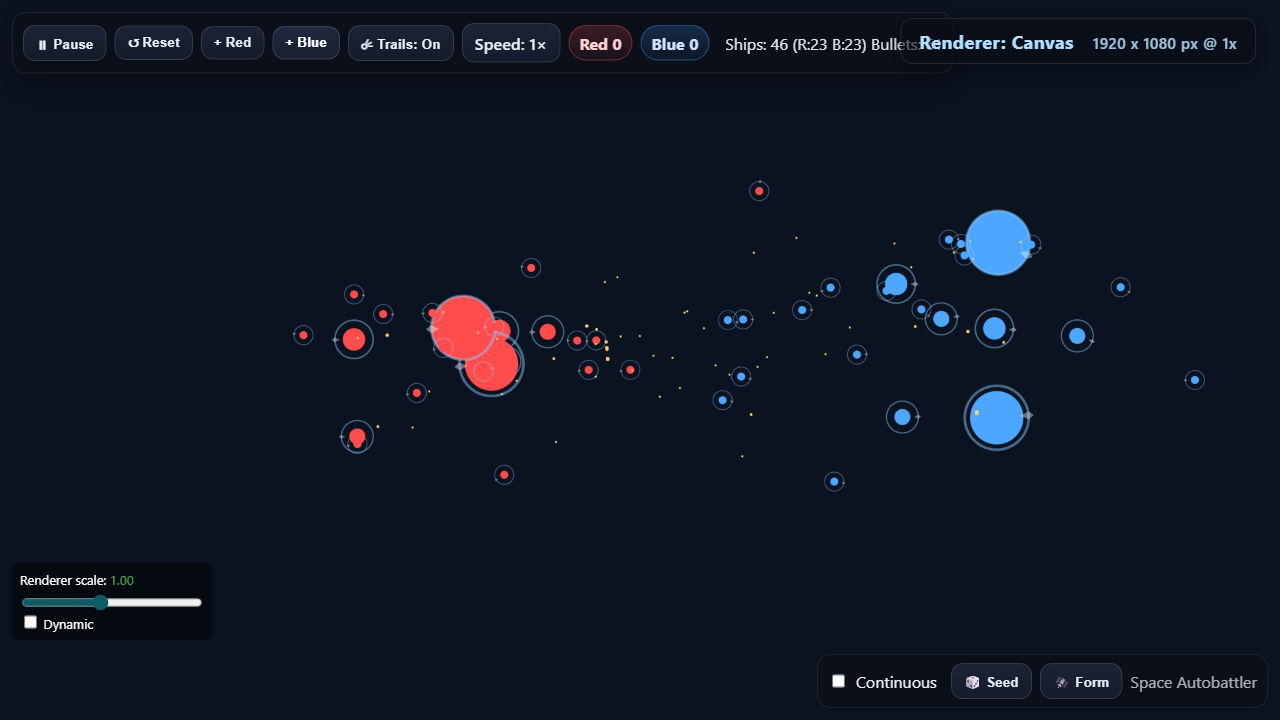 ⏸ Pause
↺ Reset
+ Red
+ Blue
Trails: On
Speed: 1×
Red 0
Blue 0
Ships: 46 (R:23 B:23) Bullets:
Renderer: Canvas
1920 x 1080 px @ 1x
Renderer scale: 1.00
Dynamic
Continuous
Seed
Form
Space Autobattler